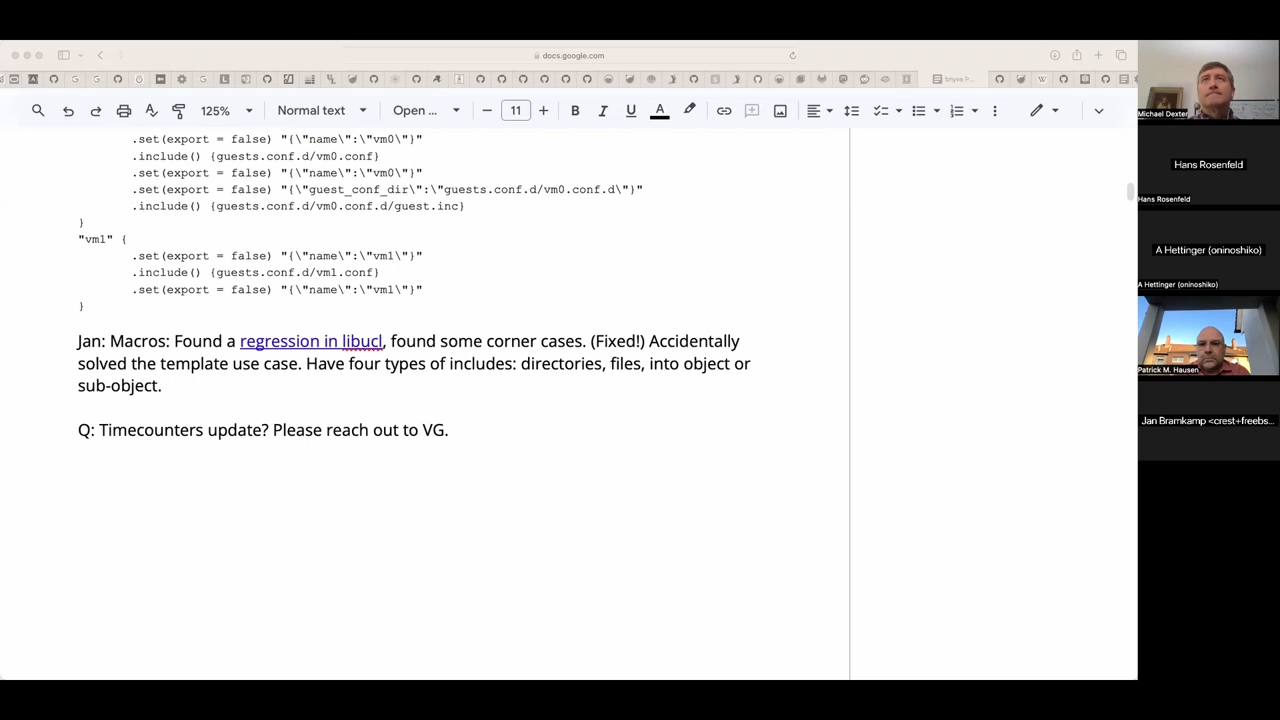 docs.google.com
bhyve P...
125%
Normal text
Open ...
11
.set(export = false) "{\"name\":\"vm0\"}"
.include() {guests.conf.d/vm0.conf}
.set(export = false) "{\"name\":\"vm0\"}"
.set(export = false) "{\"guest_conf_dir\":\"guests.conf.d/vm0.conf.d\"}"
.include() {guests.conf.d/vm0.conf.d/guest.inc}
}
"vm1" {
.set(export = false) "{\"name\":\"vm1\"}"
.include() {guests.conf.d/vm1.conf}
.set(export = false) "{\"name\":\"vm1\"}"
}
Jan: Macros: Found a regression in libucl, found some corner cases. (Fixed!) Accidentally
solved the template use case. Have four types of includes: directories, files, into object or
sub-object.
Q: Timecounters update? Please reach out to VG.
Michael Dexter
Hans Rosenfeld
Hans Rosenfeld
A Hettinger (oninoshiko)
A Hettinger (oninoshiko)
Patrick M. Hausen
Jan Bramkamp <crest+freebs...